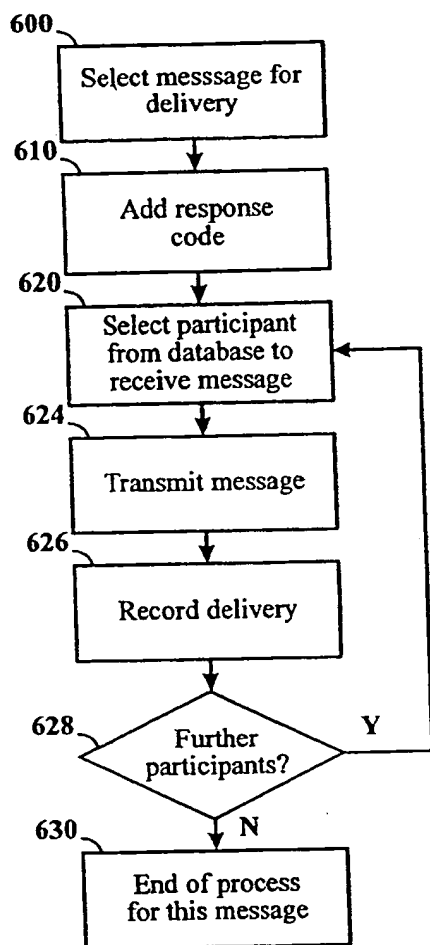 600
Select messsage for
delivery
610
Add response
code
620
Select participant
from database to
receive message
624
Transmit message
626
Record delivery
628
Further
participants?
Y
N
630
End of process
for this message